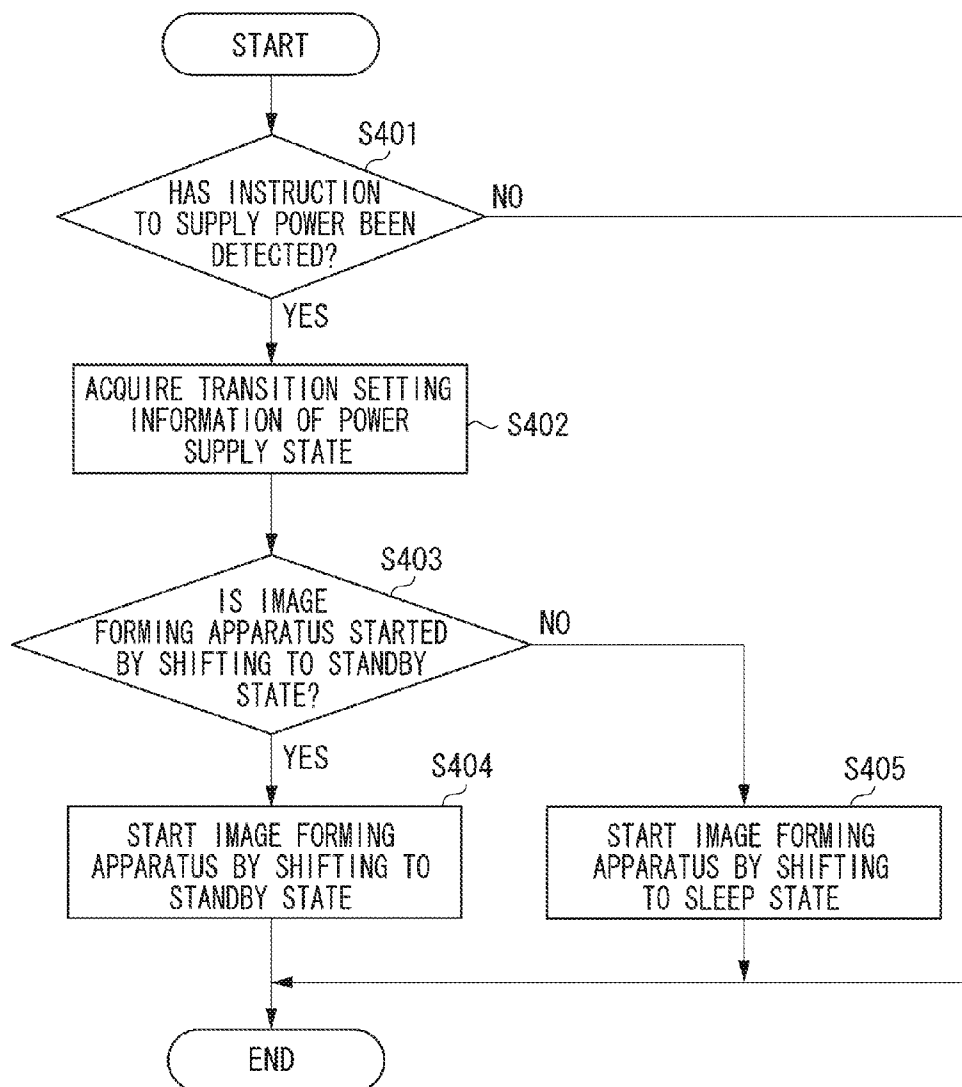 START
S401
HAS INSTRUCTION
TO SUPPLY POWER BEEN
DETECTED?
NO
YES
ACQUIRE TRANSITION SETTING
INFORMATION OF POWER
SUPPLY STATE
S402
S403
IS IMAGE
FORMING APPARATUS STARTED
BY SHIFTING TO STANDBY
STATE?
NO
YES
S404
START IMAGE FORMING
APPARATUS BY SHIFTING TO
STANDBY STATE
S405
START IMAGE FORMING
APPARATUS BY SHIFTING
TO SLEEP STATE
END